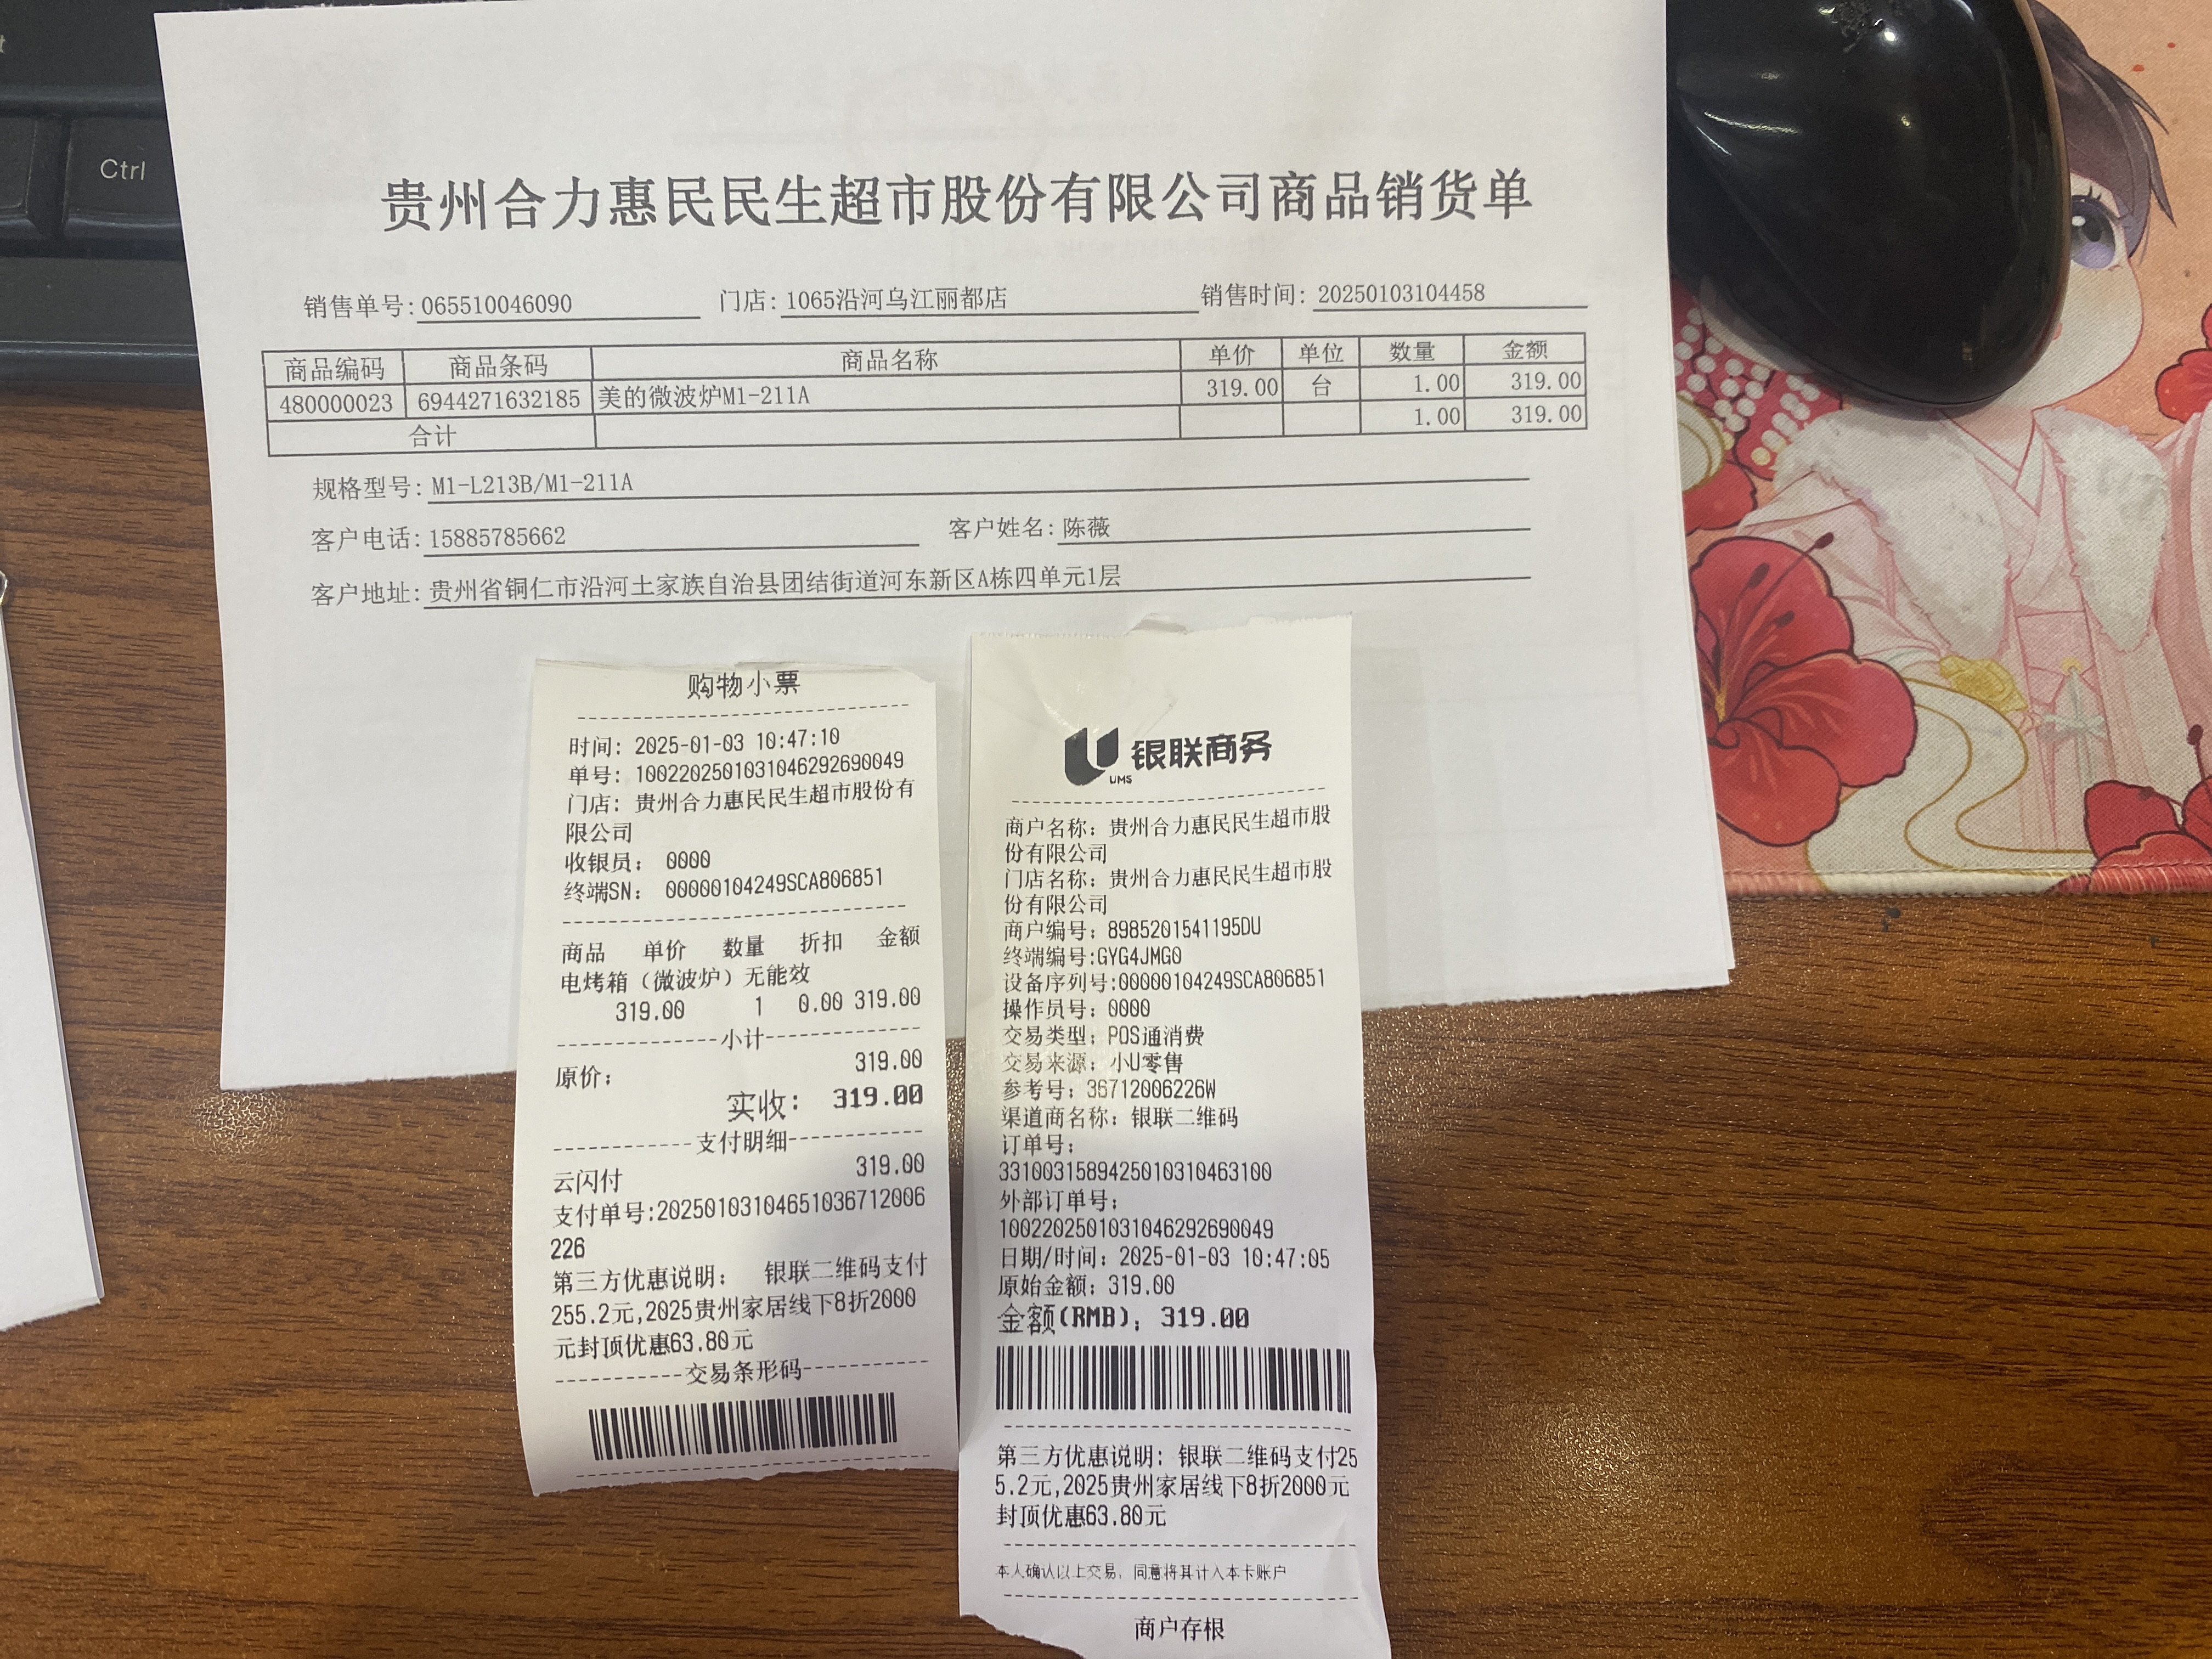 Ctrl
贵州合力惠民民生超市股份有限公司商品销货单
销售单号: 065510046090 门店: 1065沿河乌江丽都店 销售时间: 20250103104458
商品编码 商品条码 商品名称 单价 单位 数量 金额
480000023 6944271632185 美的微波炉M1-211A 319.00 台 1.00 319.00
合计 1.00 319.00
规格型号: M1-L213B/M1-211A
客户电话: 15885785662 客户姓名: 陈薇
客户地址: 贵州省铜仁市沿河土家族自治县团结街道河东新区A栋四单元1层
购物小票
时间: 2025-01-03 10:47:10
单号: 1002202501031046292690049
门店: 贵州合力惠民民生超市股份有
限公司
收银员: 0000
终端SN: 00000104249SCA806851
商品 单价 数量 折扣 金额
电烤箱（微波炉）无能效
319.00 1 0.00 319.00
小计
原价: 319.00
实收: 319.00
支付明细
云闪付 319.00
支付单号:2025010310465103671​2006
226
第三方优惠说明: 银联二维码支付
255.2元,2025贵州家居线下8折2000
元封顶优惠63.80元
交易条形码
银联商务
UMS
商户名称: 贵州合力惠民民生超市股
份有限公司
门店名称: 贵州合力惠民民生超市股
份有限公司
商户编号: 8985201541195DU
终端编号:GYG4JMG0
设备序列号:00000104249SCA806851
操作员号: 0000
交易类型: POS通消费
交易来源: 小U零售
参考号: 36712006226W
渠道商名称: 银联二维码
订单号:
33100315894250103104631​00
外部订单号:
1002202501031046292690049
日期/时间: 2025-01-03 10:47:05
原始金额: 319.00
金额(RMB): 319.00
第三方优惠说明: 银联二维码支付25
5.2元,2025贵州家居线下8折2000元
封顶优惠63.80元
本人确认以上交易, 同意将其计入本卡账户
商户存根